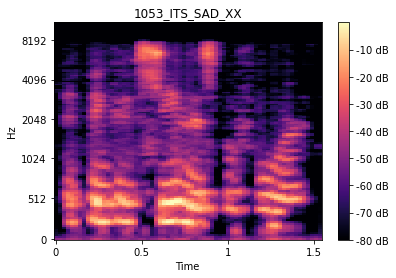 1053_ITS_SAD_XX
8192
4096
2048
1024
512
0
Hz
0
0.5
1
1.5
Time
-10 dB
-20 dB
-30 dB
-40 dB
-50 dB
-60 dB
-70 dB
-80 dB